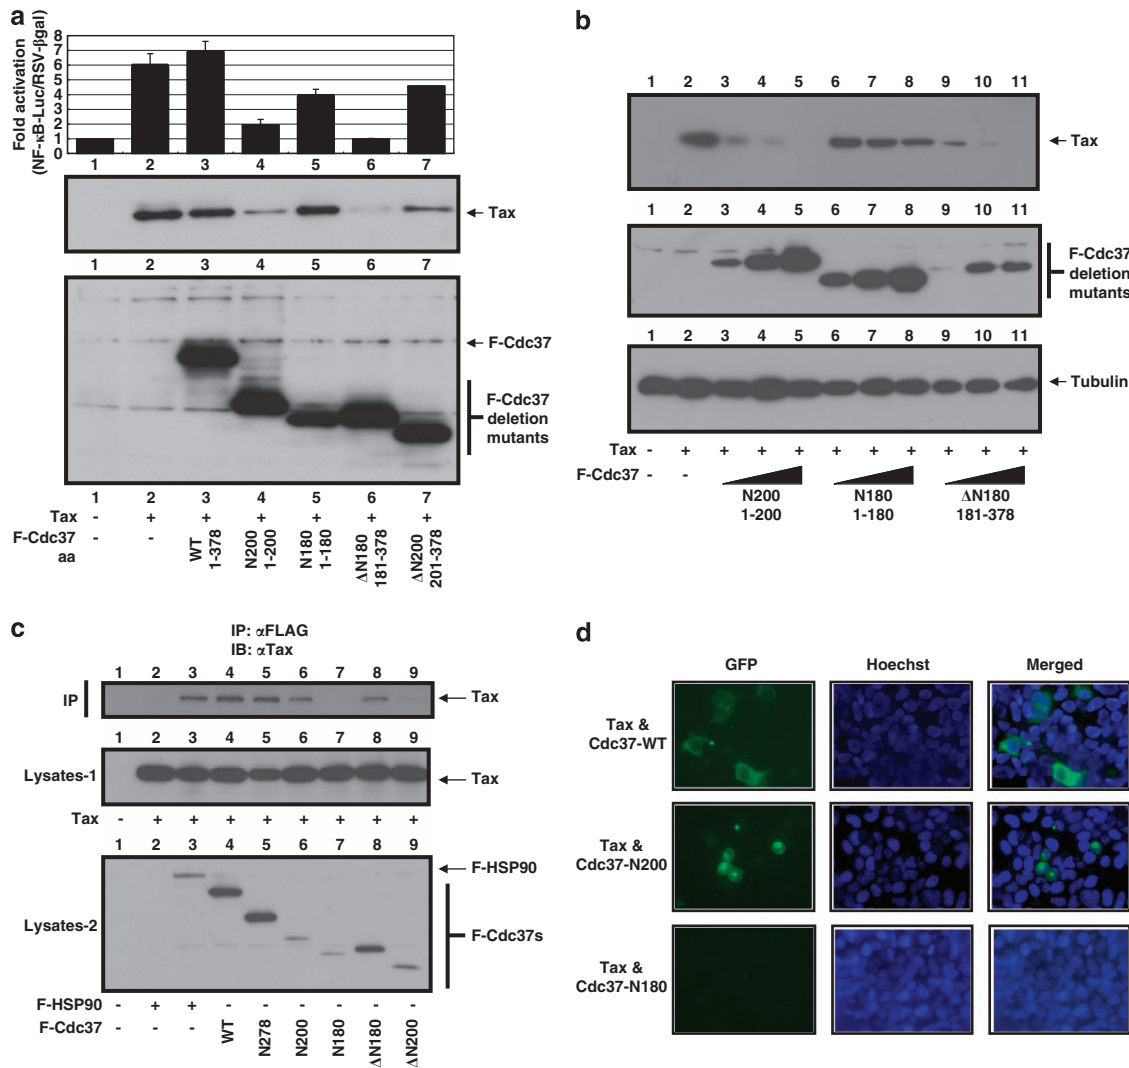 a
Fold activation
(NF-κB-Luc/RSV-βgal)
8
7
6
5
4
3
2
1
0
1 2 3 4 5 6 7
← Tax
1 2 3 4 5 6 7
← F-Cdc37
F-Cdc37
deletion
mutants
1 2 3 4 5 6 7
Tax - + + + + + +
F-Cdc37 - -
aa
WT
1-378
N200
1-200
N180
1-180
ΔN180
181-378
ΔN200
201-378
b
1 2 3 4 5 6 7 8 9 10 11
← Tax
1 2 3 4 5 6 7 8 9 10 11
F-Cdc37
deletion
mutants
1 2 3 4 5 6 7 8 9 10 11
← Tubulin
Tax - + + + + + + + + + +
F-Cdc37 - -
N200 N180 ΔN180
1-200 1-180 181-378
c
IP: αFLAG
IB: αTax
1 2 3 4 5 6 7 8 9
IP
← Tax
1 2 3 4 5 6 7 8 9
Lysates-1
← Tax
Tax - + + + + + + + +
1 2 3 4 5 6 7 8 9
← F-HSP90
Lysates-2
F-Cdc37s
F-HSP90 - + + - - - - - -
F-Cdc37 - - - WT N278 N200 N180 ΔN180 ΔN200
d
GFP Hoechst Merged
Tax &
Cdc37-WT
Tax &
Cdc37-N200
Tax &
Cdc37-N180